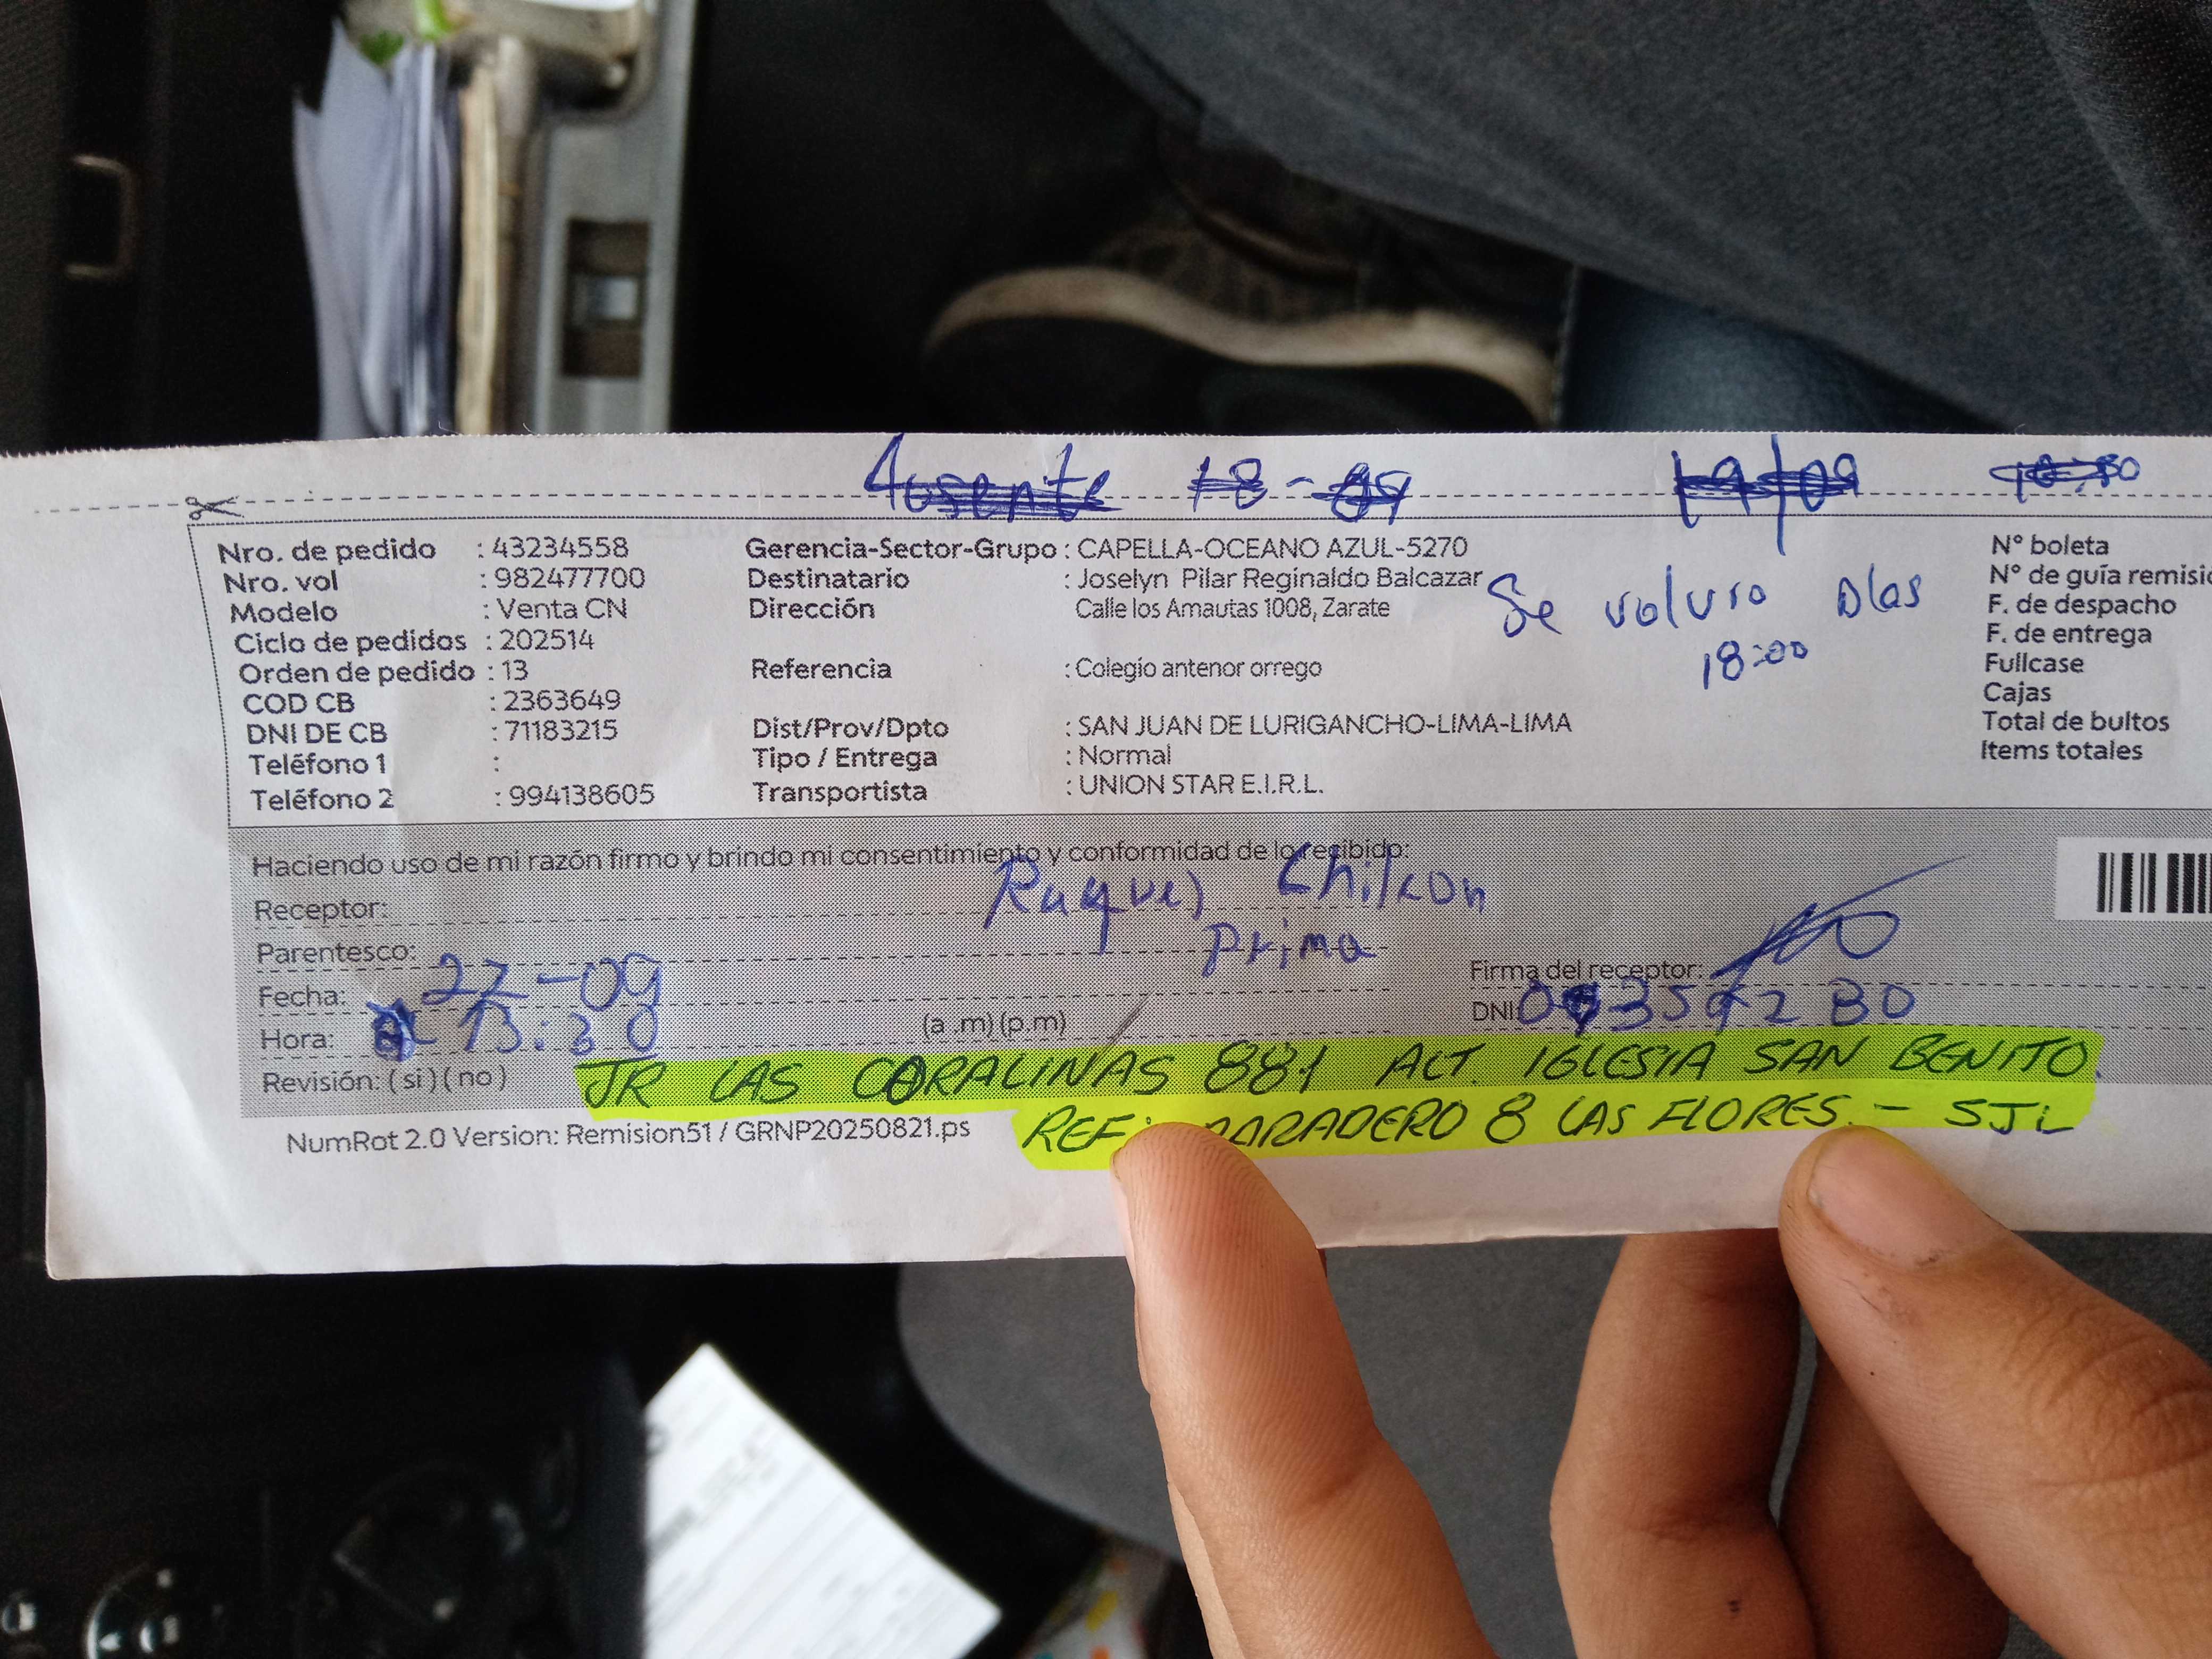 Ausente 18-09 19/09
Nro. de pedido : 43234558
Nro. vol : 982477700
Modelo : Venta CN
Ciclo de pedidos : 202514
Orden de pedido : 13
COD CB : 2363649
DNI DE CB : 71183215
Teléfono 1 :
Teléfono 2 : 994138605
Gerencia-Sector-Grupo : CAPELLA-OCEANO AZUL-5270
Destinatario : Joselyn Pilar Reginaldo Balcazar
Dirección Calle los Amautas 1008, Zarate
Referencia : Colegio antenor orrego
Dist/Prov/Dpto : SAN JUAN DE LURIGANCHO-LIMA-LIMA
Tipo / Entrega : Normal
Transportista : UNION STAR E.I.R.L.
Se volvio
18:00
N° boleta
N° de guía
F. de despacho
F. de entrega
Fullcase
Cajas
Total de bultos
Items totales
Haciendo uso de mi razón firmo y brindo mi consentimiento y conformidad de lo recibido:
Receptor: Chilcon
Parentesco: Prima
Fecha: 22-09
Firma del receptor:
Hora: 13:30 (a .m) (p.m)
DNI:
Revisión: ( si ) ( no )
JR LAS CORALINAS 881 ALT. IGLESIA SAN BENITO.
REF: PARADERO 8 LAS FLORES. - SJL
NumRot 2.0 Version: Remision51 / GRNP20250821.ps